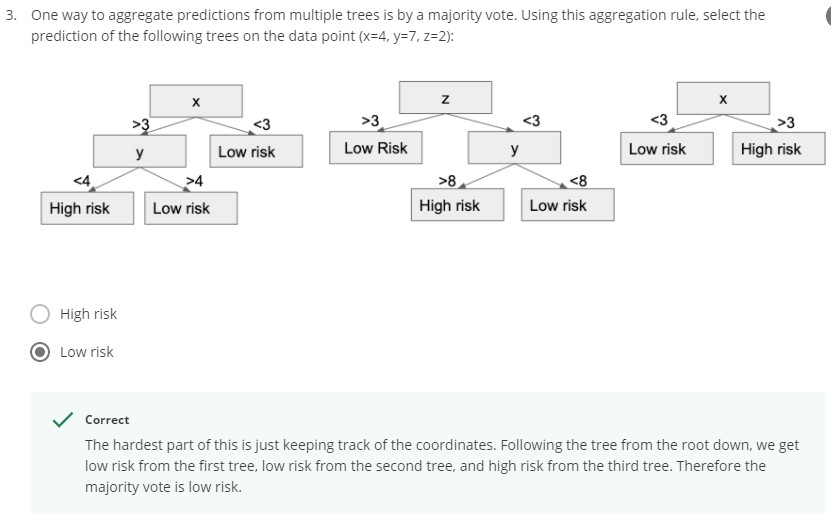 3. One way to aggregate predictions from multiple trees is by a majority vote. Using this aggregation rule, select the
prediction of the following trees on the data point (x=4, y=7, z=2):
x
>3
<3
y
Low risk
<4
>4
High risk
Low risk
z
>3
<3
Low Risk
y
>8
<8
High risk
Low risk
x
<3
>3
Low risk
High risk
High risk
Low risk
Correct
The hardest part of this is just keeping track of the coordinates. Following the tree from the root down, we get
low risk from the first tree, low risk from the second tree, and high risk from the third tree. Therefore the
majority vote is low risk.